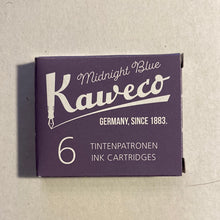 Midnight Blue
Kaweco
GERMANY, SINCE 1883.
6
TINTENPATRONEN
INK CARTRIDGES